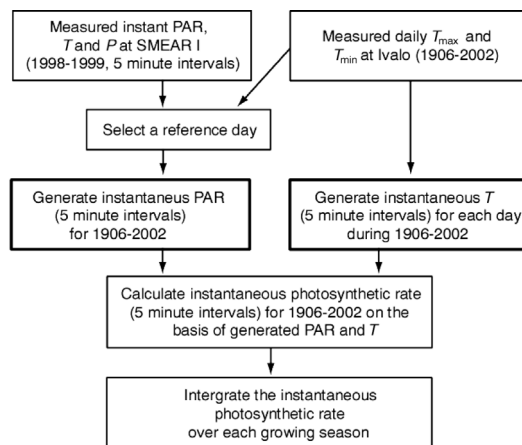 Measured instant PAR,
T and P at SMEAR I
(1998-1999, 5 minute intervals)
Measured daily Tmax and
Tmin at Ivalo (1906-2002)
Select a reference day
Generate instantaneus PAR
(5 minute intervals)
for 1906-2002
Generate instantaneous T
(5 minute intervals) for each day
during 1906-2002
Calculate instantaneous photosynthetic rate
(5 minute intervals) for 1906-2002 on the
basis of generated PAR and T
Intergrate the instantaneous
photosynthetic rate
over each growing season